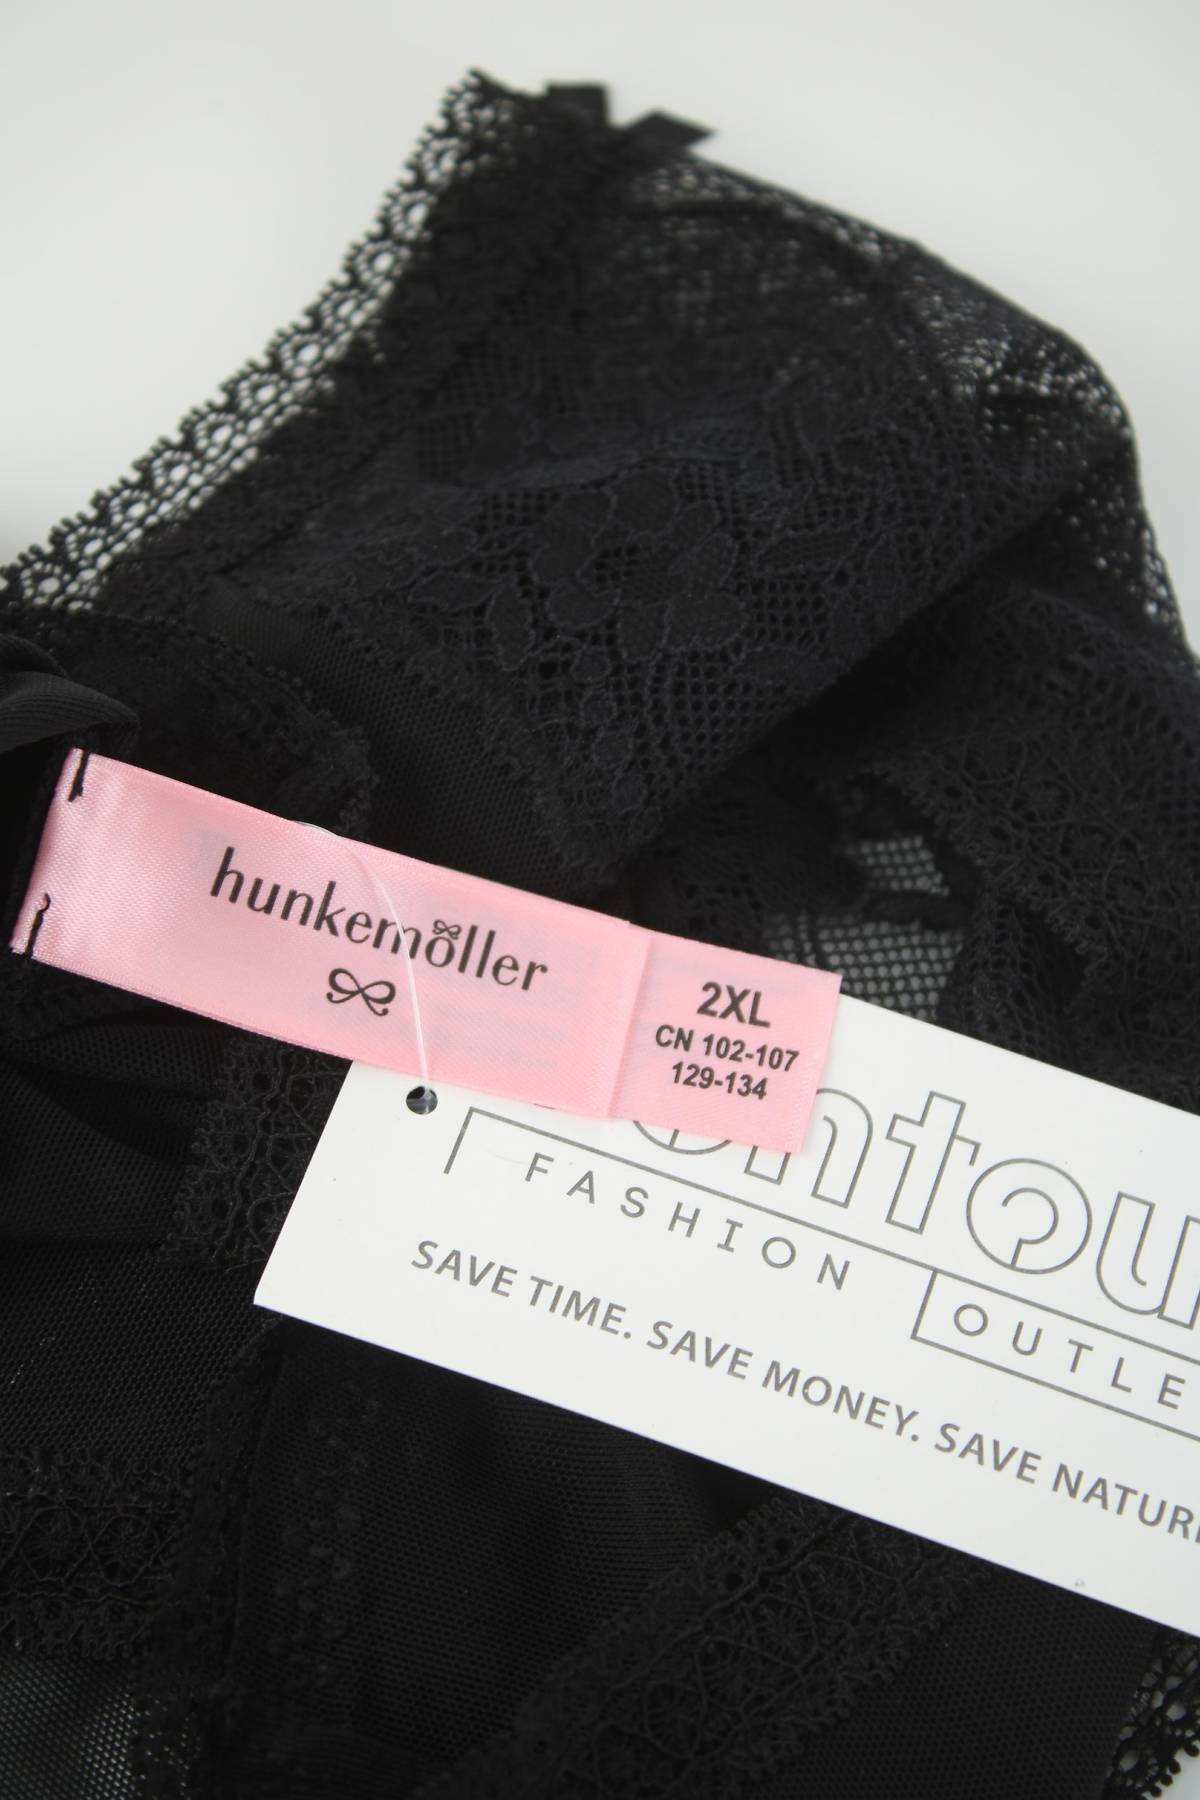 hunkemöller
2XL
CN 102-107
129-134
FASHION
OUTLE
SAVE TIME. SAVE MONEY. SAVE NATUR